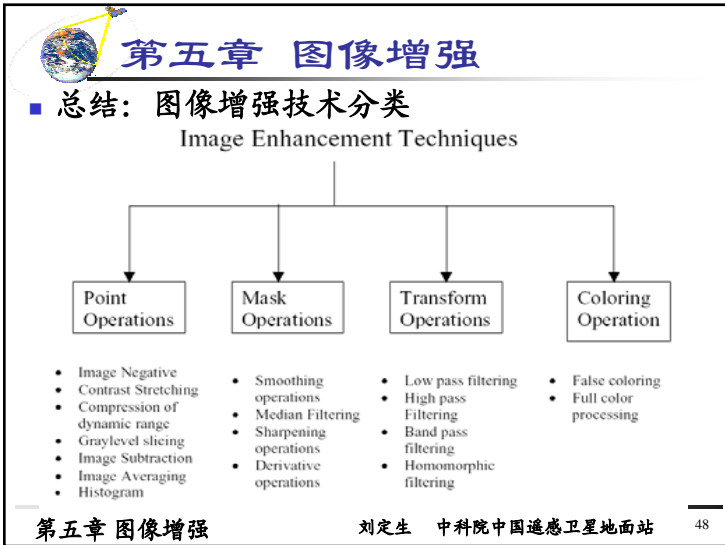 第五章 图像增强
总结：图像增强技术分类
Image Enhancement Techniques
Point
Operations
Mask
Operations
Transform
Operations
Coloring
Operation
• Image Negative
• Contrast Stretching
• Compression of
dynamic range
• Graylevel slicing
• Image Subtraction
• Image Averaging
• Histogram
• Smoothing
operations
• Median Filtering
• Sharpening
operations
• Derivative
operations
• Low pass filtering
• High pass
Filtering
• Band pass
filtering
• Homomorphic
filtering
• False coloring
• Full color
processing
第五章 图像增强
刘定生 中科院中国遥感卫星地面站
48